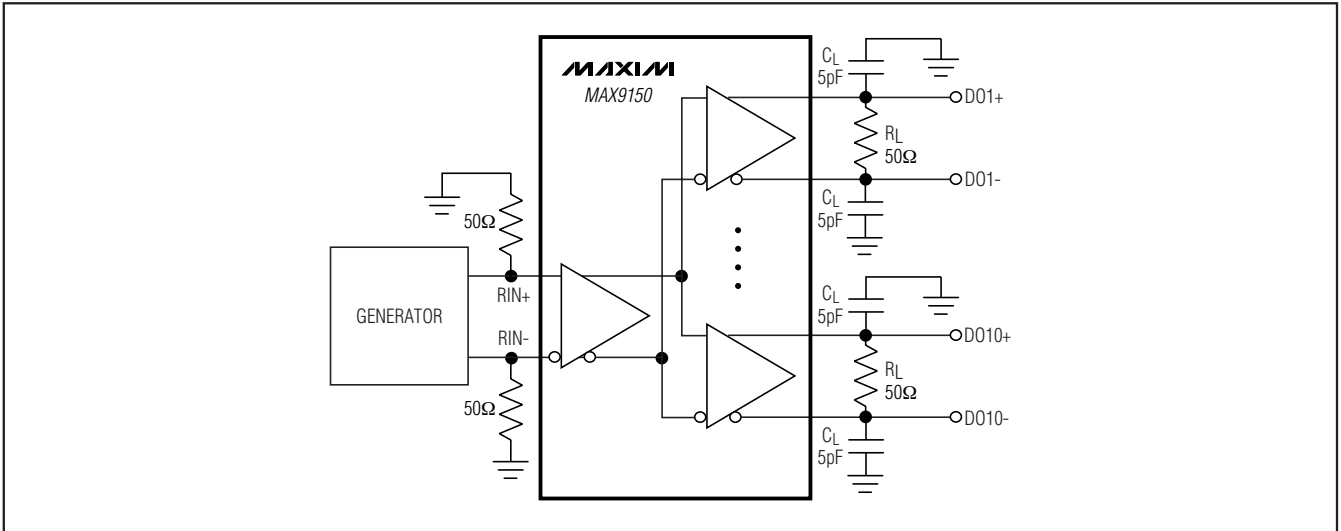 MAXIM
MAX9150
CL
5pF
DO1+
RL
50Ω
DO1-
CL
5pF
50Ω
GENERATOR
RIN+
RIN-
50Ω
CL
5pF
DO10+
RL
50Ω
DO10-
CL
5pF